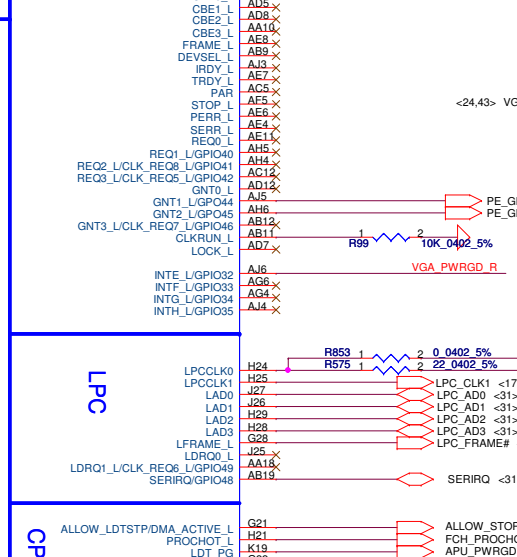 CBE1_L AD5
CBE2_L AD8
CBE3_L AA10
FRAME_L AE8
DEVSEL_L AB9
IRDY_L AJ3
TRDY_L AE7
PAR AC5
STOP_L AF5 <24,43>
PERR_L AE6
SERR_L AE4
REQ0_L AE11
REQ1_L/GPIO40 AH5
REQ2_L/CLK_REQ8_L/GPIO41 AH4
REQ3_L/CLK_REQ5_L/GPIO42 AC12
GNT0_L AD12
GNT1_L/GPO44 AJ5
GNT2_L/GPO45 AH6
GNT3_L/CLK_REQ7_L/GPIO46 AB12
CLKRUN_L AB11 R99 1 2 10K_0402_5%
LOCK_L AD7
INTE_L/GPIO32 AJ6 VGA_PWRGD_R
INTF_L/GPIO33 AG6
INTG_L/GPIO34 AG4
INTH_L/GPIO35 AJ4
LPC
R853 1 2 0_0402_5%
LPCCLK0 H24 R575 1 2 22_0402_5%
LPCCLK1 H25 LPC_CLK1 <17
LAD0 J27 LPC_AD0 <31>
LAD1 J26 LPC_AD1 <31>
LAD2 H29 LPC_AD2 <31>
LAD3 H28 LPC_AD3 <31>
LFRAME_L G28 LPC_FRAME#
LDRQ0_L J25
LDRQ1_L/CLK_REQ6_L/GPIO49 AA18
SERIRQ/GPIO48 AB19 SERIRQ <31
ALLOW_LDTSTP/DMA_ACTIVE_L G21 ALLOW_STOP
PROCHOT_L H21 FCH_PROCHO
LDT_PG K19 APU_PWRGD